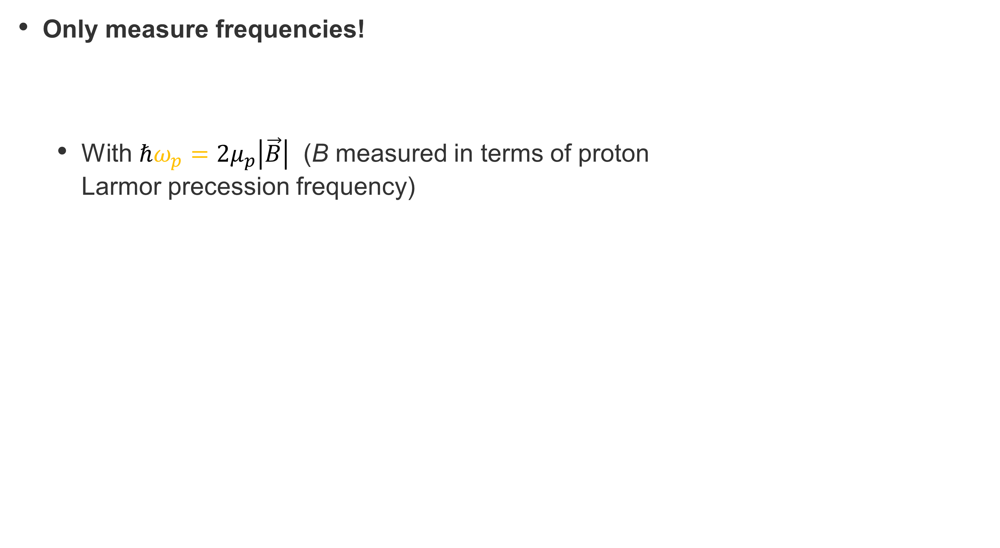 • Only measure frequencies!
• With ℏω_p = 2μ_p|B⃗| (B measured in terms of proton
Larmor precession frequency)